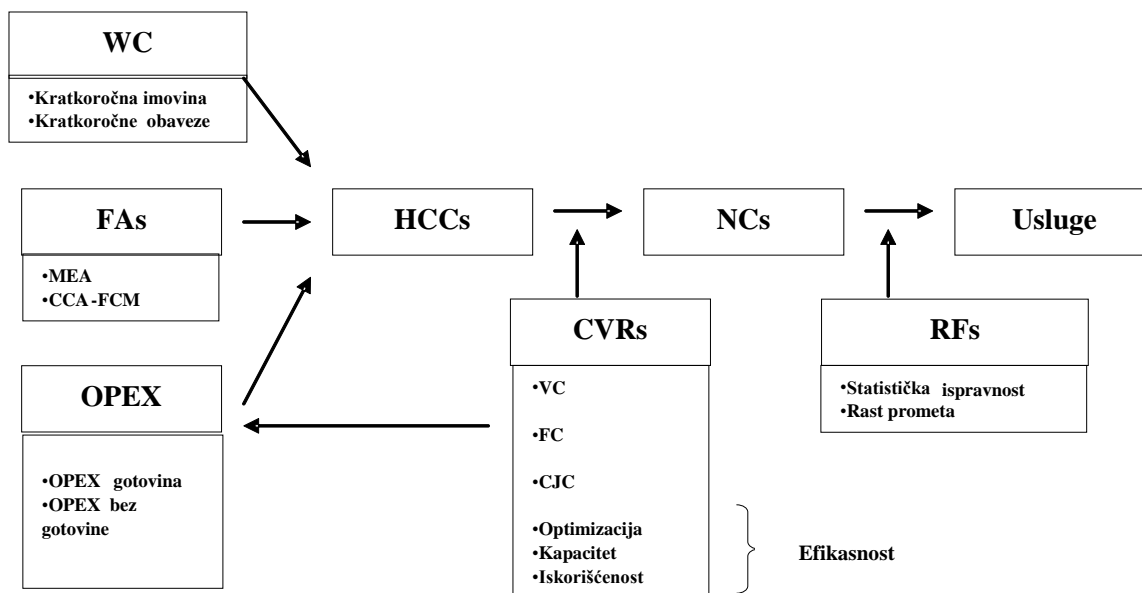 WC
•Kratkoročna imovina
•Kratkoročne obaveze
FAs
•MEA
•CCA -FCM
OPEX
•OPEX gotovina
•OPEX bez
gotovine
HCCs
NCs
Usluge
CVRs
•VC
•FC
•CJC
•Optimizacija
•Kapacitet
•Iskorišćenost
Efikasnost
RFs
•Statistička ispravnost
•Rast prometa